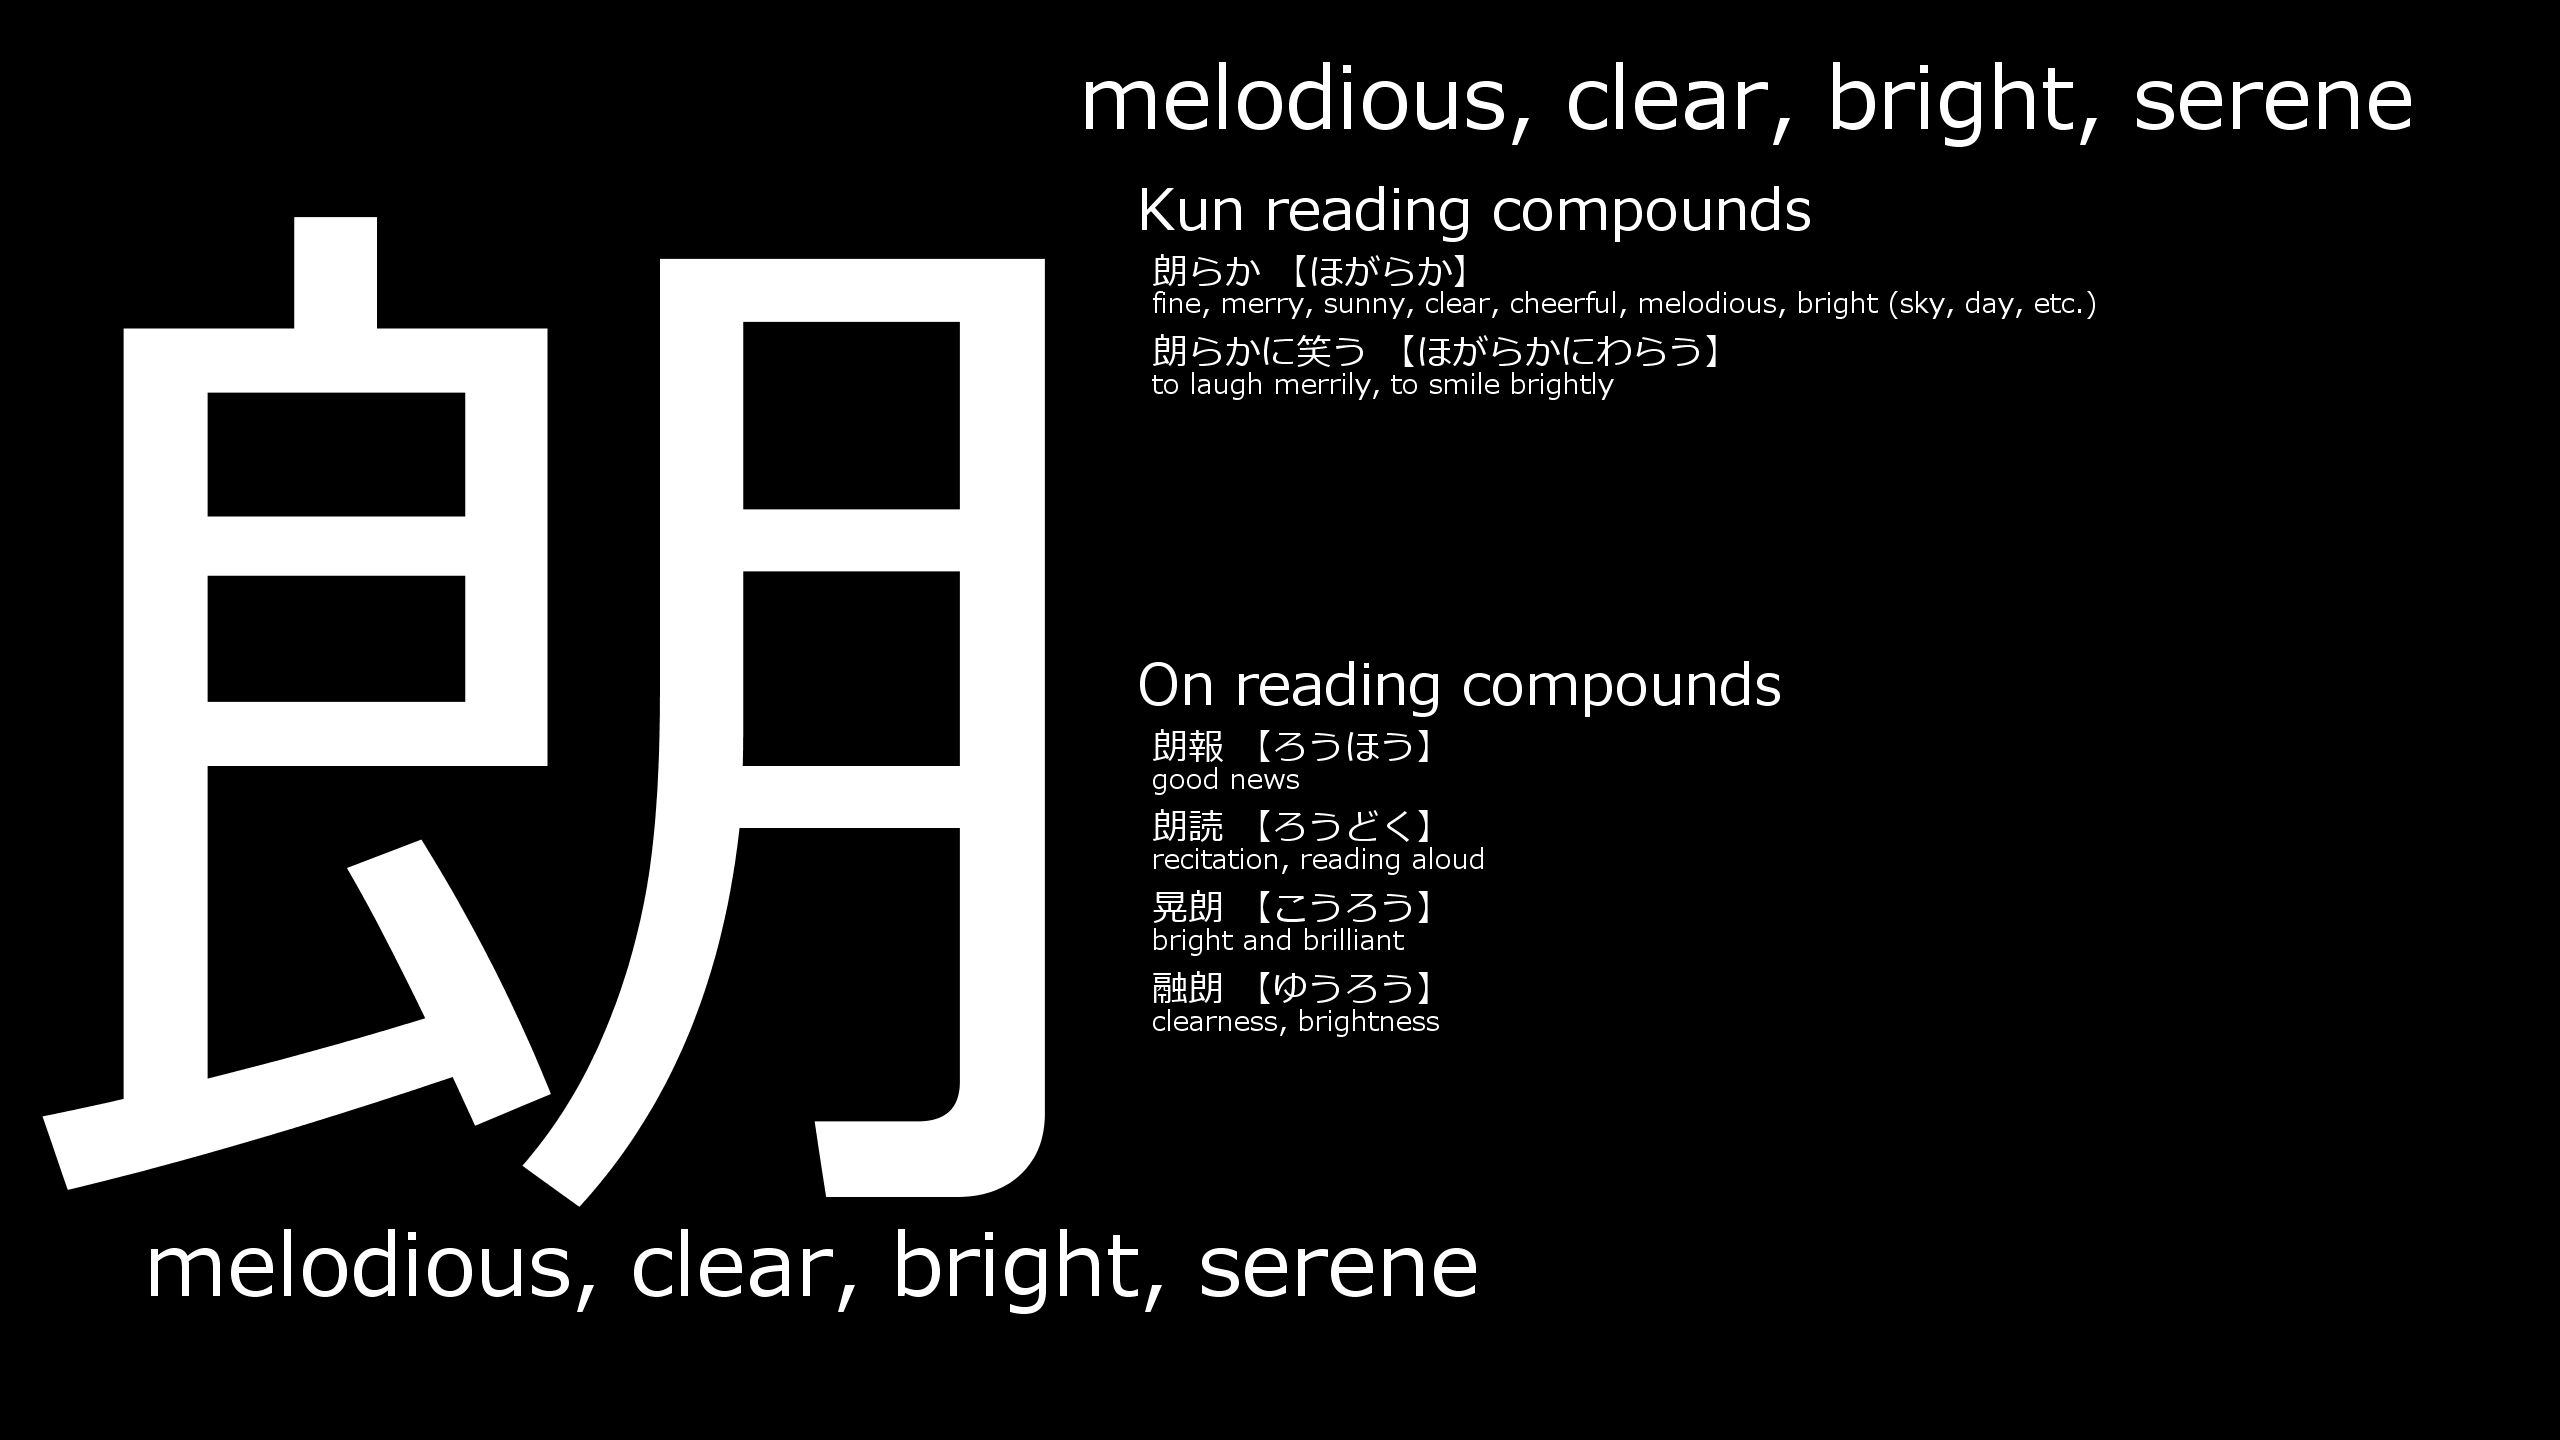 朗
melodious, clear, bright, serene
Kun reading compounds
朗らか 【ほがらか】
fine, merry, sunny, clear, cheerful, melodious, bright (sky, day, etc.)
朗らかに笑う 【ほがらかにわらう】
to laugh merrily, to smile brightly
On reading compounds
朗報 【ろうほう】
good news
朗読 【ろうどく】
recitation, reading aloud
晃朗 【こうろう】
bright and brilliant
融朗 【ゆうろう】
clearness, brightness
melodious, clear, bright, serene